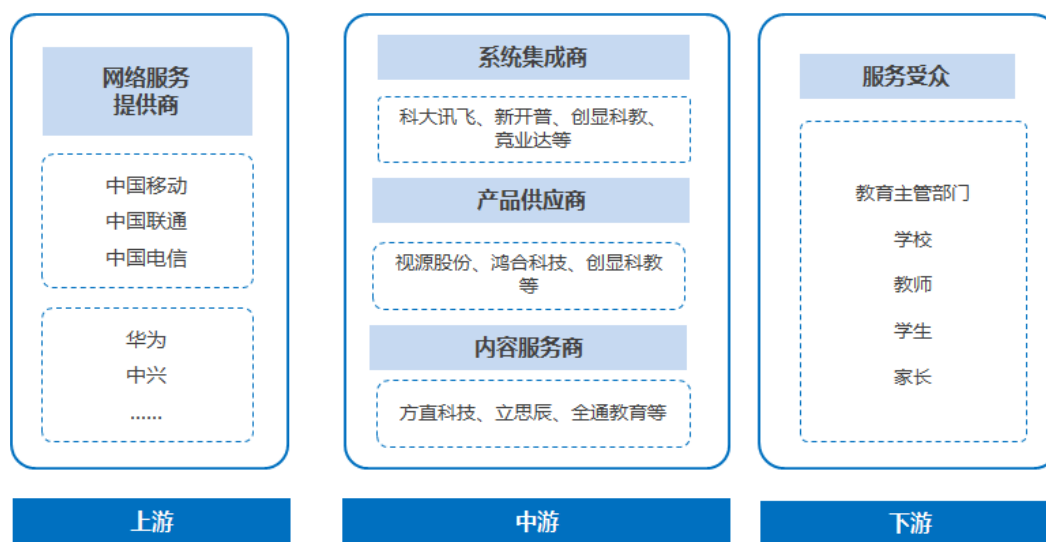 网络服务
提供商
中国移动
中国联通
中国电信
华为
中兴
......
上游
系统集成商
科大讯飞、新开普、创显科教、
竞业达等
产品供应商
视源股份、鸿合科技、创显科教
等
内容服务商
方直科技、立思辰、全通教育等
中游
服务受众
教育主管部门
学校
教师
学生
家长
下游